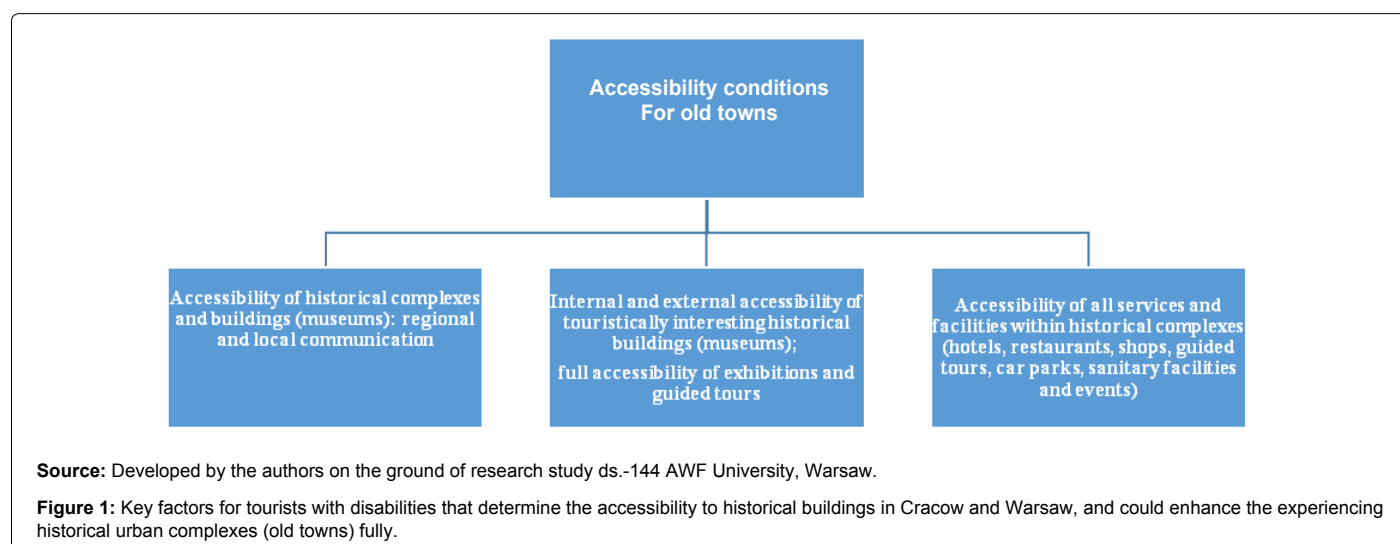 Accessibility conditions
For old towns
Accessibility of historical complexes
and buildings (museums): regional
and local communication
Internal and external accessibility of
touristically interesting historical
buildings (museums);
full accessibility of exhibitions and
guided tours
Accessibility of all services and
facilities within historical complexes
(hotels, restaurants, shops, guided
tours, car parks, sanitary facilities
and events)
Source: Developed by the authors on the ground of research study ds.-144 AWF University, Warsaw.
Figure 1: Key factors for tourists with disabilities that determine the accessibility to historical buildings in Cracow and Warsaw, and could enhance the experiencing
historical urban complexes (old towns) fully.